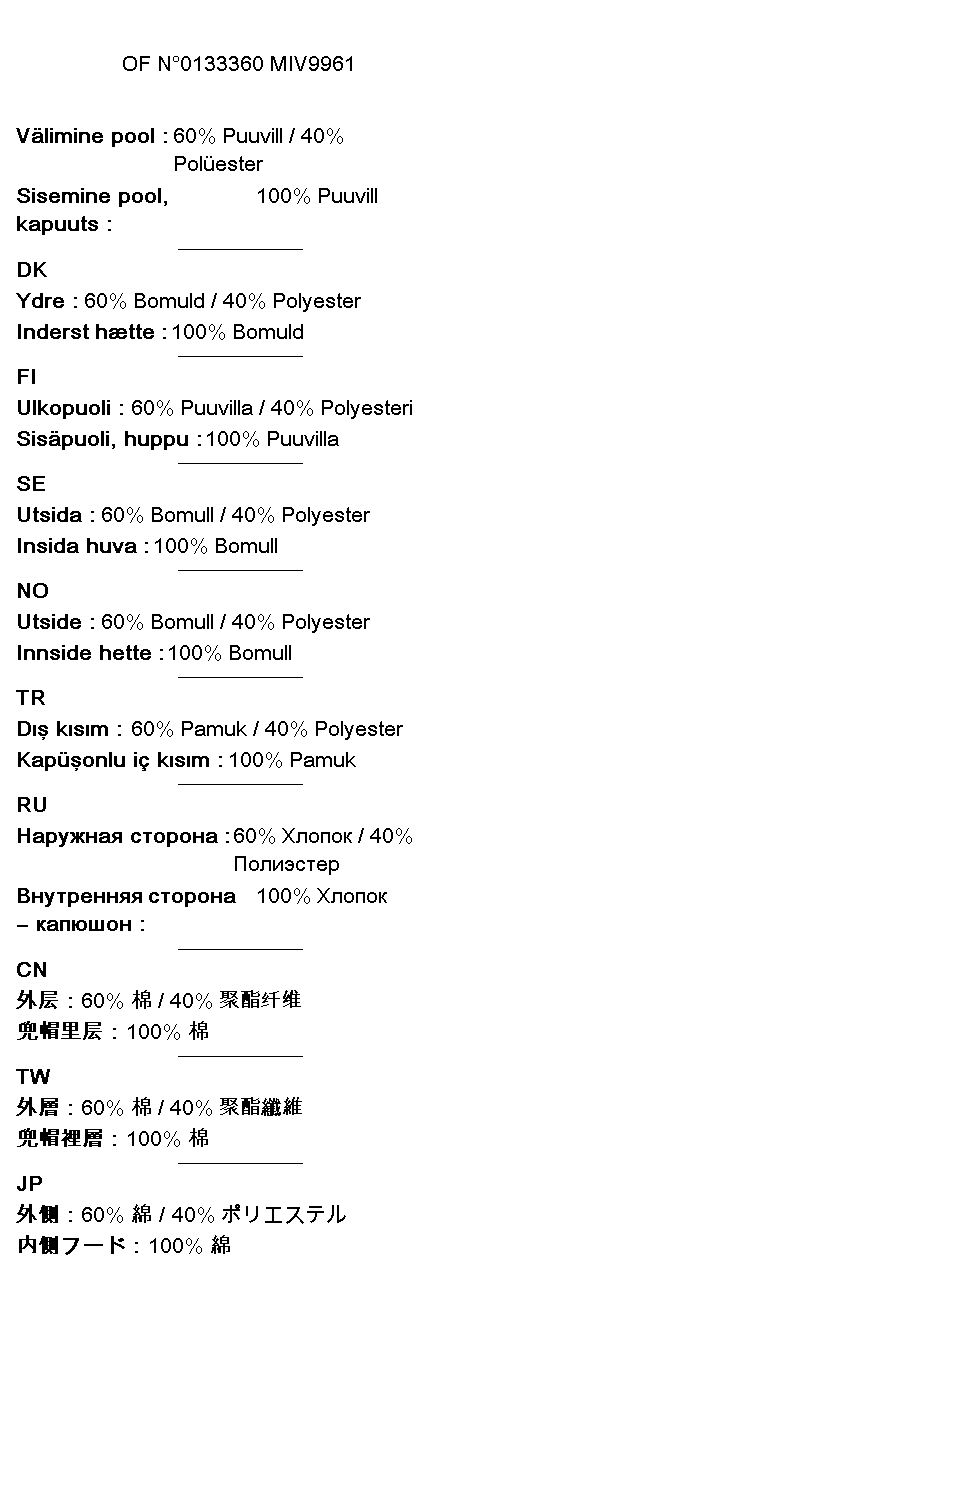 OF N°0133360 MIV9961
Välimine pool : 60% Puuvill / 40%
Polüester
Sisemine pool, 100% Puuvill
kapuuts :
DK
Ydre : 60% Bomuld / 40% Polyester
Inderst hætte : 100% Bomuld
FI
Ulkopuoli : 60% Puuvilla / 40% Polyesteri
Sisäpuoli, huppu : 100% Puuvilla
SE
Utsida : 60% Bomull / 40% Polyester
Insida huva : 100% Bomull
NO
Utside : 60% Bomull / 40% Polyester
Innside hette : 100% Bomull
TR
Dış kısım : 60% Pamuk / 40% Polyester
Kapüşonlu iç kısım : 100% Pamuk
RU
Наружная сторона : 60% Хлопок / 40%
Полиэстер
Внутренняя сторона 100% Хлопок
– капюшон :
CN
外层 : 60% 棉 / 40% 聚酯纤维
兜帽里层 : 100% 棉
TW
外層 : 60% 棉 / 40% 聚酯纖維
兜帽裡層 : 100% 棉
JP
外側 : 60% 綿 / 40% ポリエステル
内側フード : 100% 綿